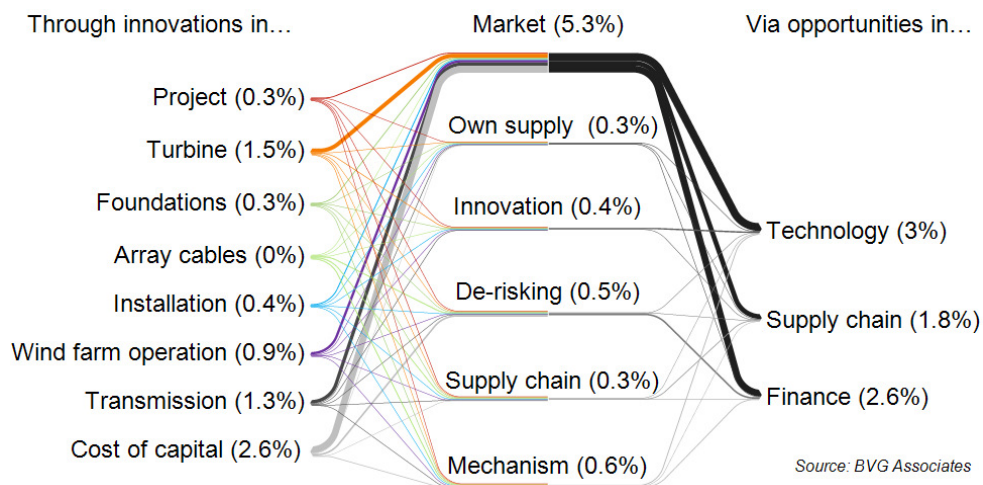 Through innovations in…
Market (5.3%)
Via opportunities in…
Project (0.3%)
Turbine (1.5%)
Foundations (0.3%)
Array cables (0%)
Installation (0.4%)
Wind farm operation (0.9%)
Transmission (1.3%)
Cost of capital (2.6%)
Own supply (0.3%)
Innovation (0.4%)
De-risking (0.5%)
Supply chain (0.3%)
Mechanism (0.6%)
Technology (3%)
Supply chain (1.8%)
Finance (2.6%)
Source: BVG Associates